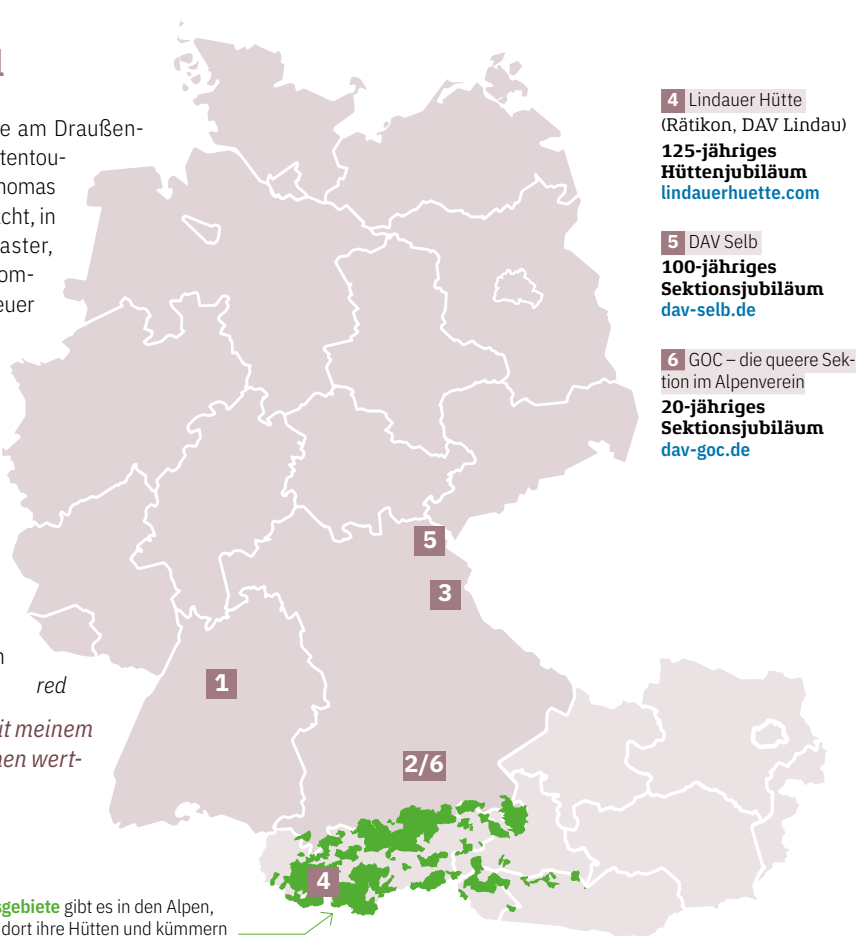 e am Draußen-
tentou-
homas
cht, in
aster,
om-
euer
red
it meinem
en wert-
4 Lindauer Hütte
(Rätikon, DAV Lindau)
125-jähriges
Hüttenjubiläum
lindauerhuette.com
5 DAV Selb
100-jähriges
Sektionsjubiläum
dav-selb.de
6 GOC – die queere Sek-
tion im Alpenverein
20-jähriges
Sektionsjubiläum
dav-goc.de
5
3
1
2/6
4
sgebiete gibt es in den Alpen,
dort ihre Hütten und kümmern